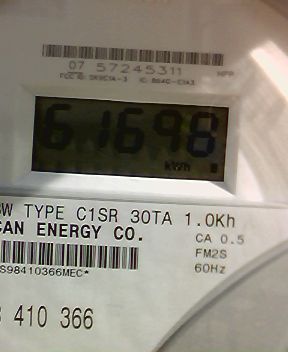 07 57245311
61698
kWh
SW TYPE C1SR 30TA 1.0Kh
CAN ENERGY CO.
CA 0.5
FM2S
60Hz
S98410366MEC*
410 366